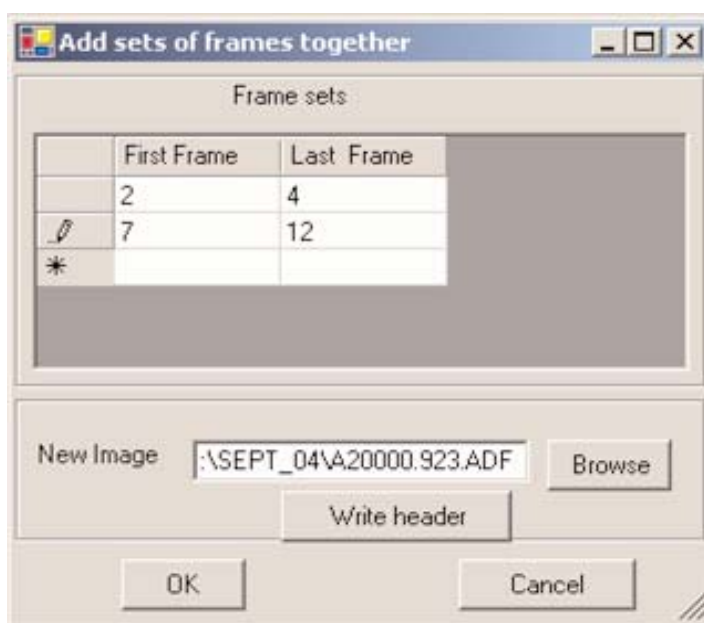 Add sets of frames together
Frame sets
First Frame Last Frame
2 4
7 12
*
New Image :\SEPT_04\A20000.923.ADF Browse
Write header
OK Cancel